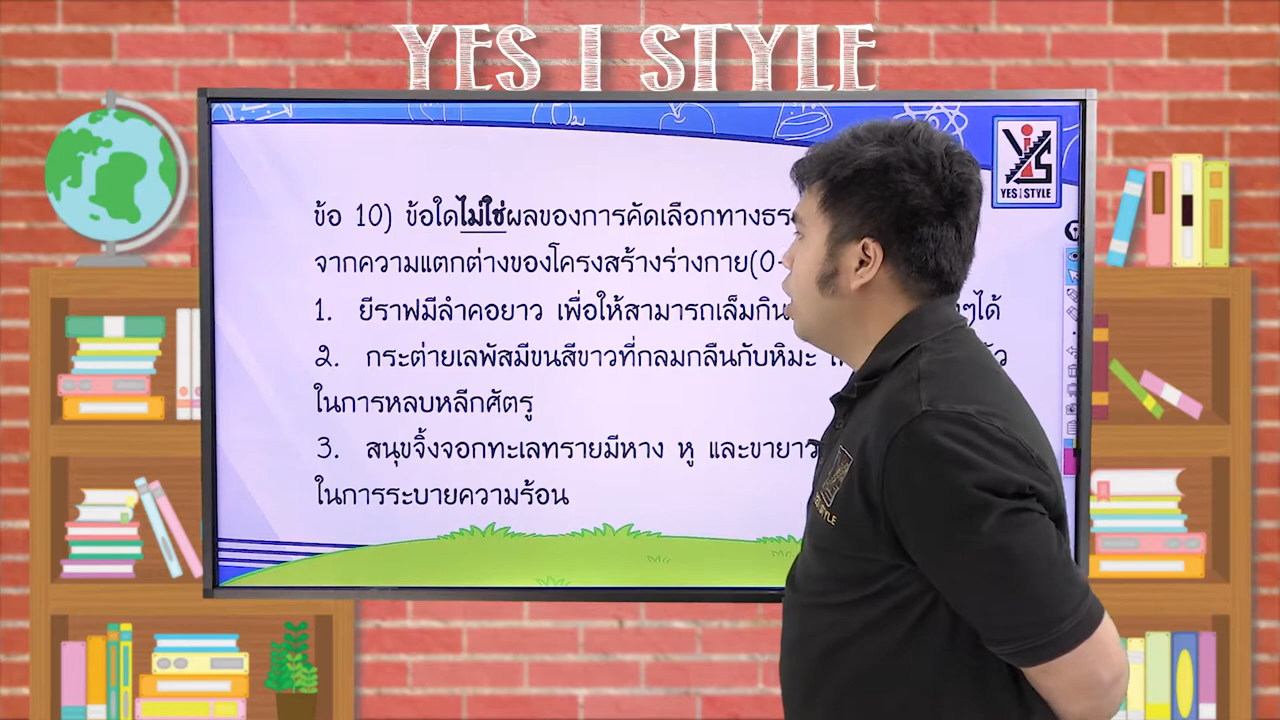 YES I STYLE
YES I STYLE
ข้อ 10) ข้อใดไม่ใช่ผลของการคัดเลือกทาง
จากความแตกต่างของโครงสร้างร่างกาย(O-
1. ยีราฟมีลำคอยาว เพื่อให้สามารถเล็มกิน ๆได้
2. กระต่ายเลพัสมีขนสีขาวที่กลมกลืนกับหิมะ
ในการหลบหลีกศัตรู
3. สนุขจิ้งจอกทะเลทรายมีหาง หู และขายาว
ในการระบายความร้อน